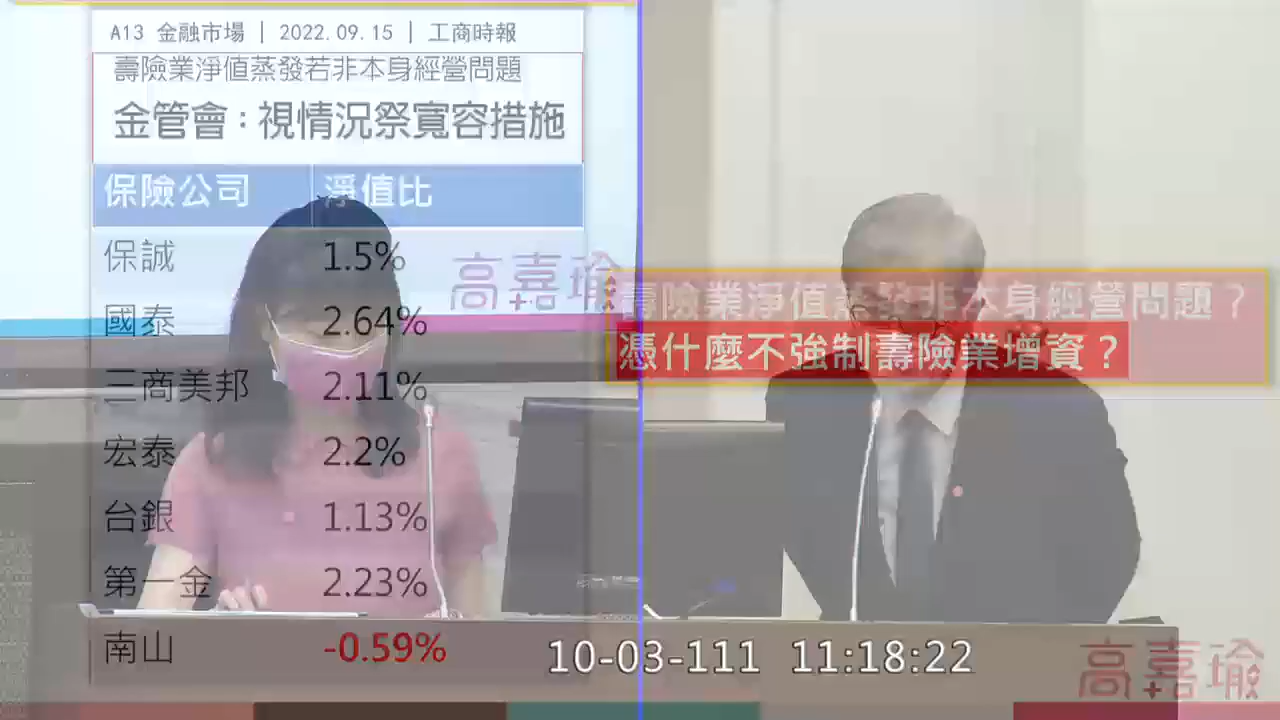 A13 金融市場 | 2022.09.15 | 工商時報
壽險業淨值蒸發若非本身經營問題
金管會：視情況祭寬容措施
保險公司 淨值比
保誠 1.5%
國泰 2.64%
三商美邦 2.11%
宏泰 2.2%
台銀 1.13%
第一金 2.23%
南山 -0.59%
高嘉瑜
壽險業淨值蒸發非本身經營問題？
憑什麼不強制壽險業增資？
10-03-111 11:18:22
高嘉瑜